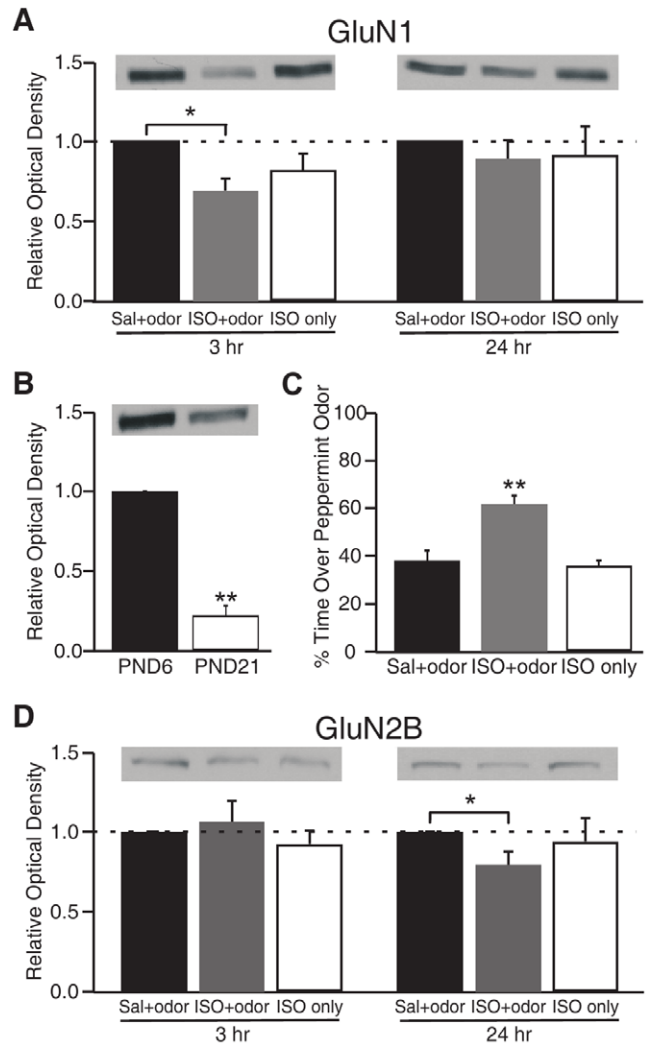 A
GluN1
Relative Optical Density
1.5
1.0
0.5
0.0
*
Sal+odor ISO+odor ISO only
3 hr
Sal+odor ISO+odor ISO only
24 hr
B
Relative Optical Density
1.5
1.0
0.5
0.0
**
PND6 PND21
C
% Time Over Peppermint Odor
100
80
60
40
20
0
**
Sal+odor ISO+odor ISO only
D
GluN2B
Relative Optical Density
1.5
1.0
0.5
0.0
*
Sal+odor ISO+odor ISO only
3 hr
Sal+odor ISO+odor ISO only
24 hr